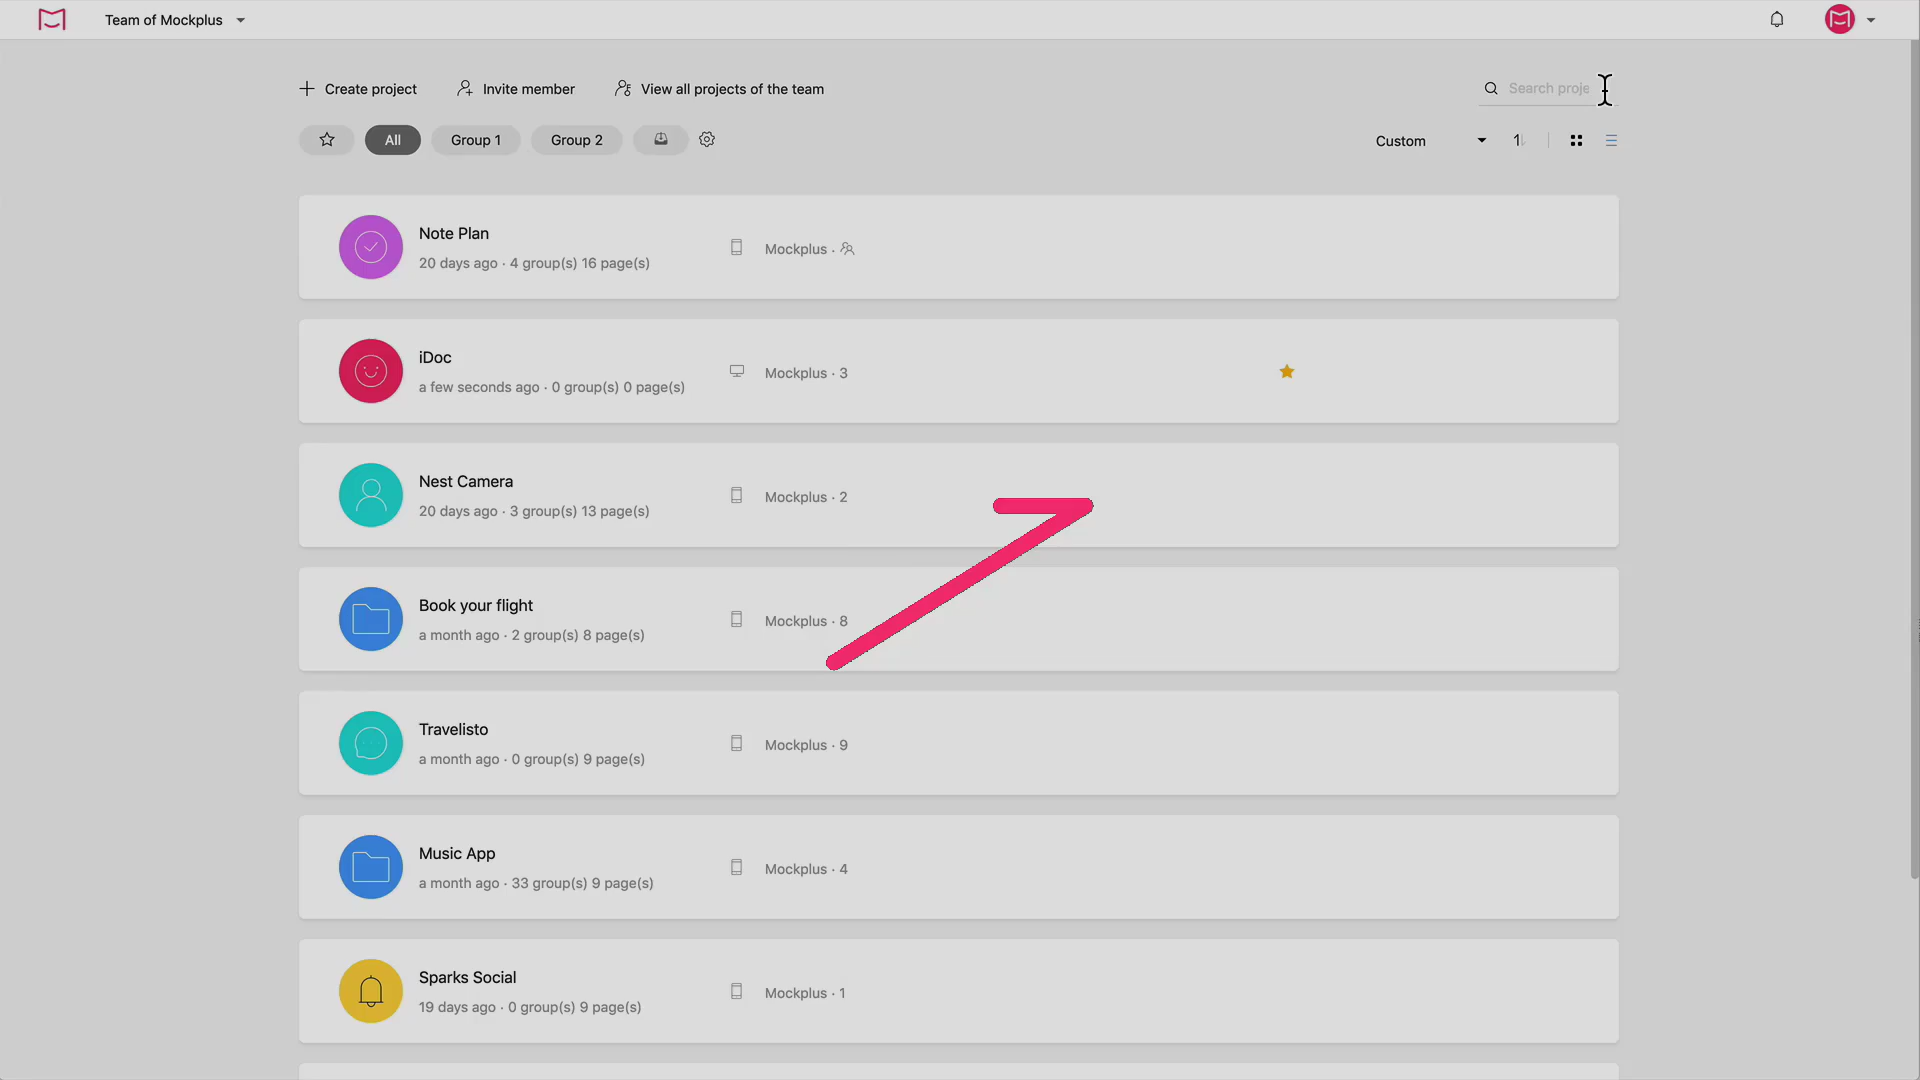 Team of Mockplus
Create project
Invite member
View all projects of the team
Search proje
All
Group 1
Group 2
Custom
Note Plan
20 days ago · 4 group(s) 16 page(s)
Mockplus ·
iDoc
a few seconds ago · 0 group(s) 0 page(s)
Mockplus · 3
Nest Camera
20 days ago · 3 group(s) 13 page(s)
Mockplus · 2
Book your flight
a month ago · 2 group(s) 8 page(s)
Mockplus · 8
Travelisto
a month ago · 0 group(s) 9 page(s)
Mockplus · 9
Music App
a month ago · 33 group(s) 9 page(s)
Mockplus · 4
Sparks Social
19 days ago · 0 group(s) 9 page(s)
Mockplus · 1